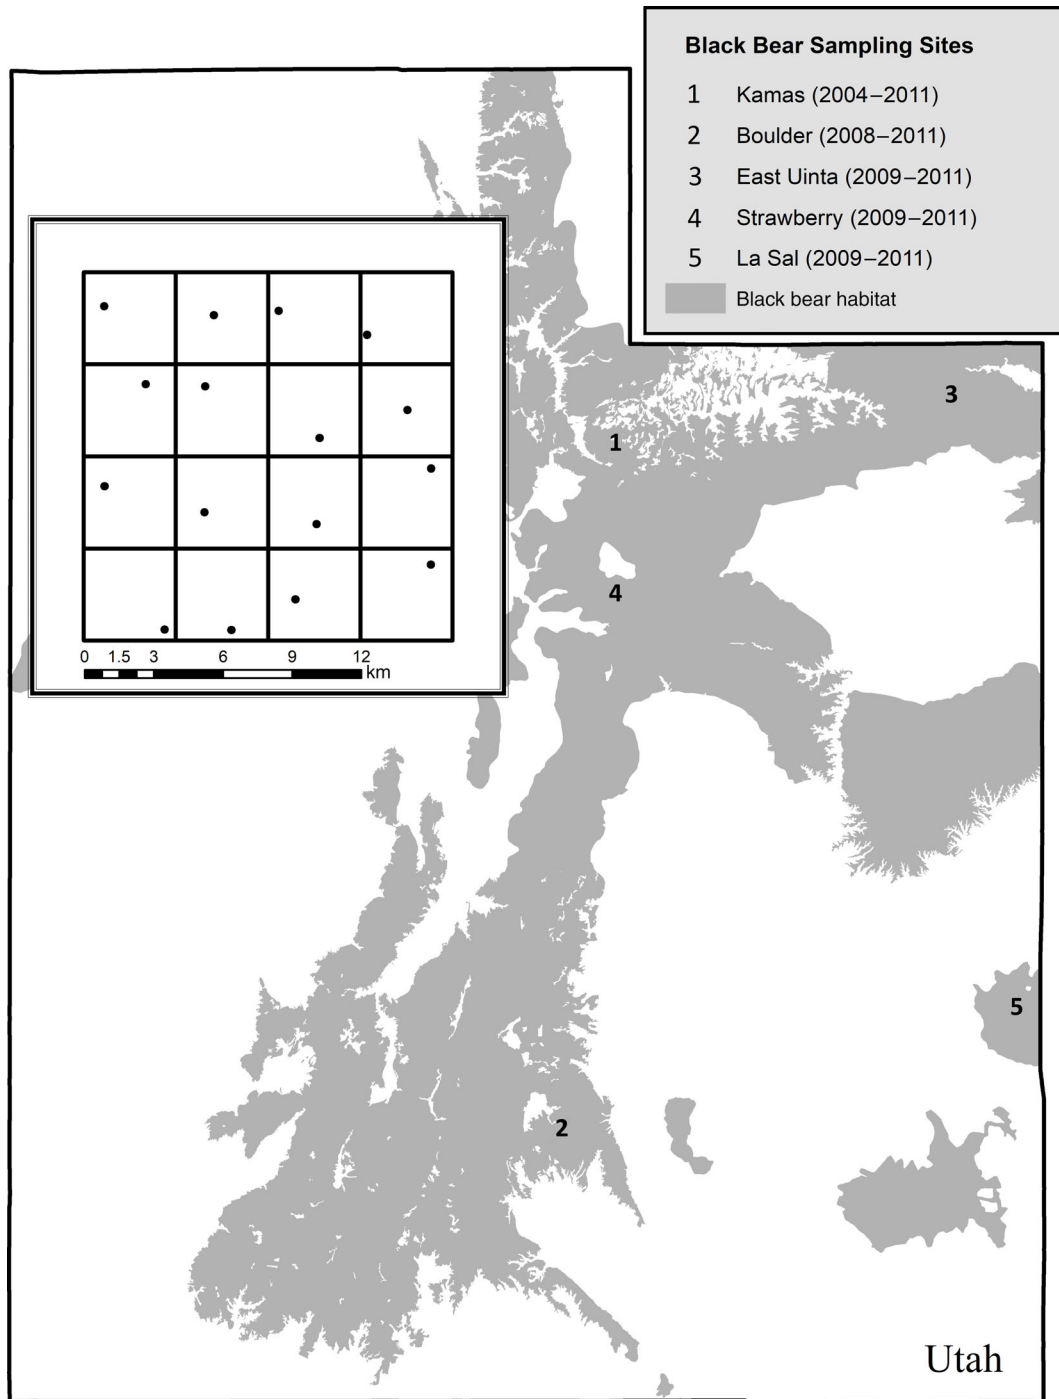 Black Bear Sampling Sites
1 Kamas (2004–2011)
2 Boulder (2008–2011)
3 East Uinta (2009–2011)
4 Strawberry (2009–2011)
5 La Sal (2009–2011)
Black bear habitat
0 1.5 3 6 9 12
km
3
1
4
5
2
Utah